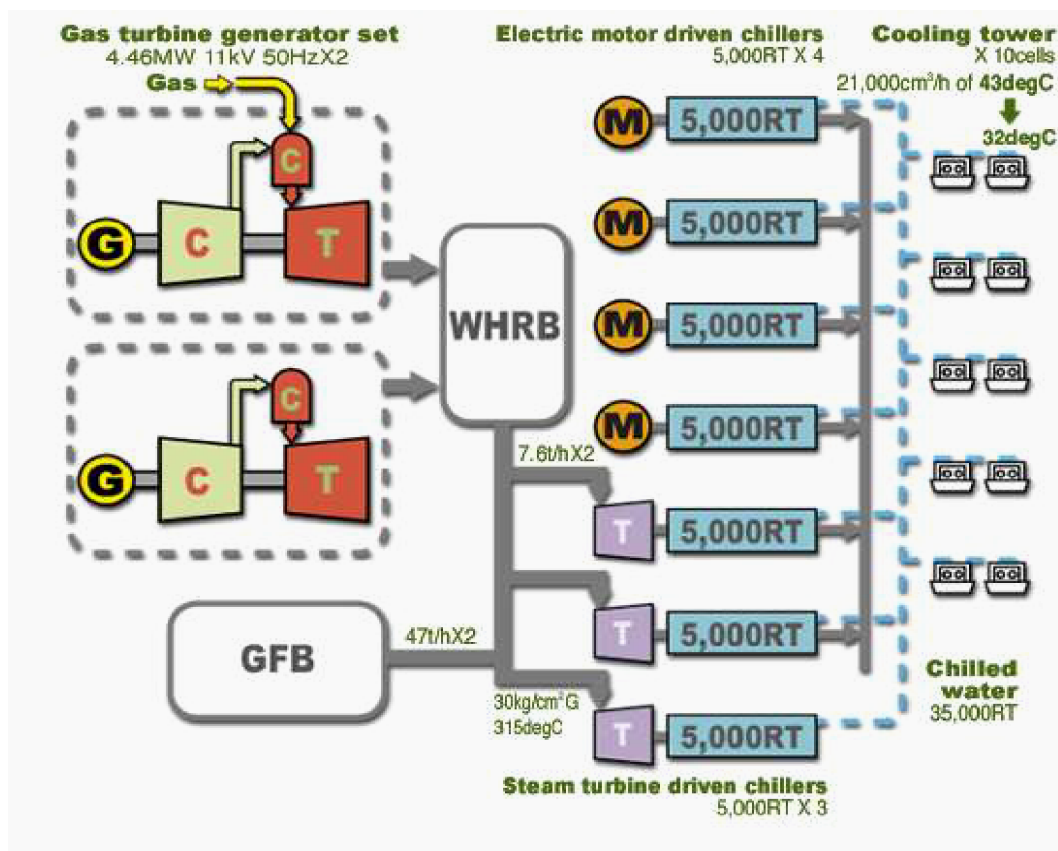 Gas turbine generator set
4.46MW 11kV 50HzX2
Gas
C
G
C
T
C
G
C
T
WHRB
GFB
47t/hX2
7.6t/hX2
30kg/cm²G
315degC
Electric motor driven chillers
5,000RT X 4
M
5,000RT
M
5,000RT
M
5,000RT
M
5,000RT
T
5,000RT
T
5,000RT
T
5,000RT
Steam turbine driven chillers
5,000RT X 3
Cooling tower
X 10cells
21,000cm³/h of 43degC
32degC
Chilled
water
35,000RT